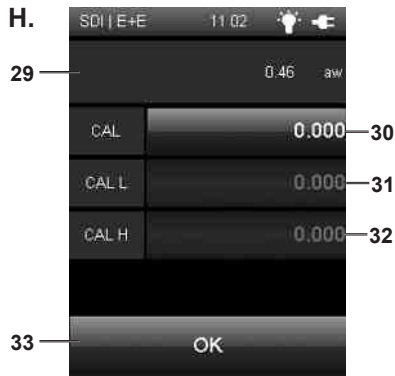 H.
SDI | E+E 11 02
29 0.46 aw
CAL 0.000 30
CAL L 0.000 31
CAL H 0.000 32
33 OK